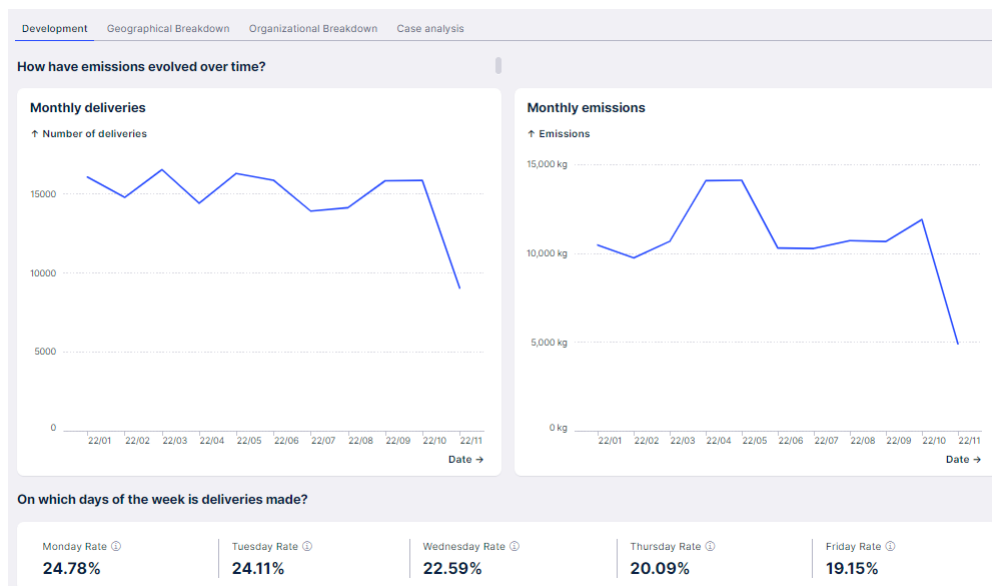 Development Geographical Breakdown Organizational Breakdown Case analysis
How have emissions evolved over time?
Monthly deliveries
↑ Number of deliveries
15000
10000
5000
0
22/01 22/02 22/03 22/04 22/05 22/06 22/07 22/08 22/09 22/10 22/11
Date →
Monthly emissions
↑ Emissions
15,000 kg
10,000 kg
5,000 kg
0 kg
22/01 22/02 22/03 22/04 22/05 22/06 22/07 22/08 22/09 22/10 22/11
Date →
On which days of the week is deliveries made?
Monday Rate ⓘ Tuesday Rate ⓘ Wednesday Rate ⓘ Thursday Rate ⓘ Friday Rate ⓘ
24.78% 24.11% 22.59% 20.09% 19.15%